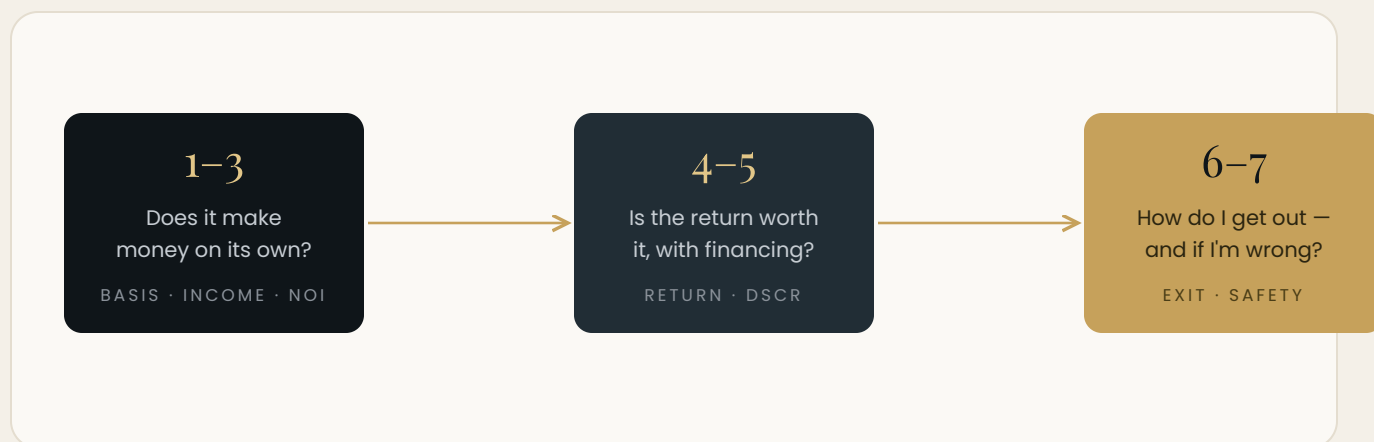 1–3
Does it make
money on its own?
BASIS · INCOME · NOI
4–5
Is the return worth
it, with financing?
RETURN · DSCR
6–7
How do I get out —
and if I'm wrong?
EXIT · SAFETY